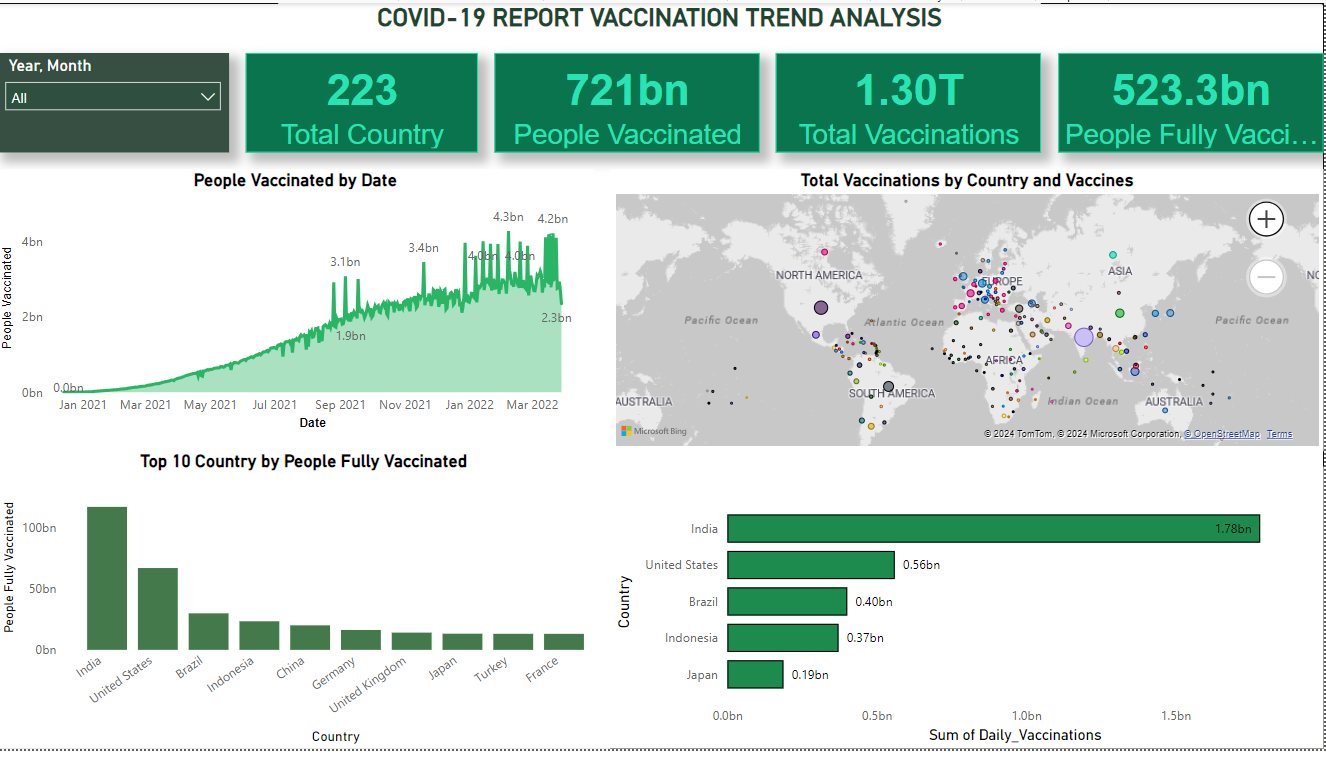 COVID-19 REPORT VACCINATION TREND ANALYSIS
Year, Month
All
223
Total Country
721bn
People Vaccinated
1.30T
Total Vaccinations
523.3bn
People Fully Vacci...
People Vaccinated by Date
People Vaccinated
4bn
2bn
0bn
0.0bn
3.1bn
1.9bn
3.4bn
4.0bn
4.3bn
4.0bn
4.2bn
2.3bn
Jan 2021
Mar 2021
May 2021
Jul 2021
Sep 2021
Nov 2021
Jan 2022
Mar 2022
Date
Total Vaccinations by Country and Vaccines
NORTH AMERICA
EUROPE
ASIA
NO
Pacific Ocean
Atlantic Ocean
Pacific Ocean
AFRICA
SOUTH AMERICA
Indian Ocean
AUSTRALIA
AUSTRALIA
Microsoft Bing
© 2024 TomTom, © 2024 Microsoft Corporation, © OpenStreetMap Terms
Top 10 Country by People Fully Vaccinated
People Fully Vaccinated
100bn
50bn
0bn
India
United States
Brazil
Indonesia
China
Germany
United Kingdom
Japan
Turkey
France
Country
Country
India
1.78bn
United States
0.56bn
Brazil
0.40bn
Indonesia
0.37bn
Japan
0.19bn
0.0bn
0.5bn
1.0bn
1.5bn
Sum of Daily_Vaccinations